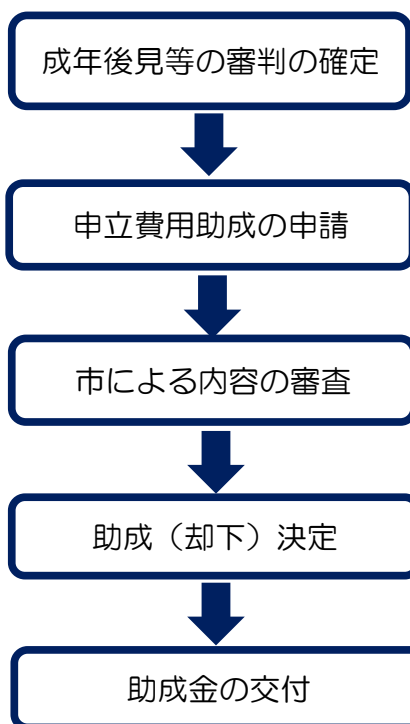 成年後見等の審判の確定
申立費用助成の申請
市による内容の審査
助成（却下）決定
助成金の交付